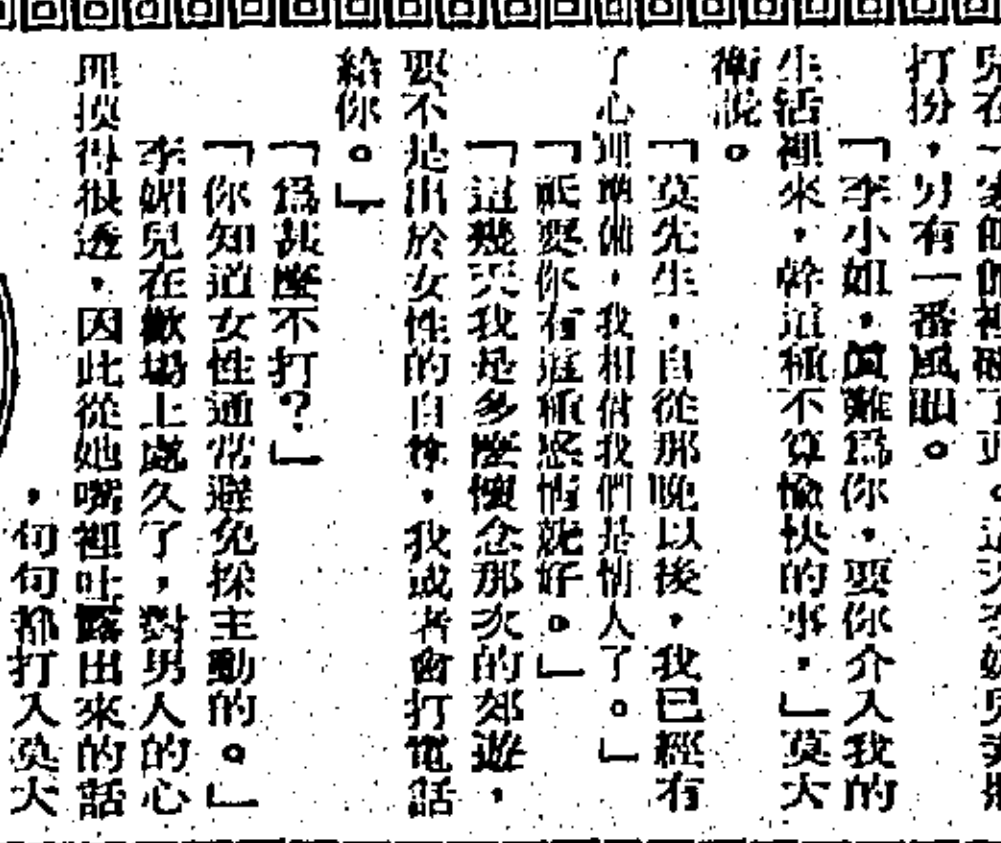 兒在一家
打扮，別有一番風韻。
「李小姐，眞難爲你，要你介入我的
生活裡來，幹這種不算愉快的事，」莫大
衛說。
「莫先生，自從那晚以後，我已經有
了心理準備，我相信我們是情人了。」
「祇要你有這種感情就好。」
「這幾天我是多麼懷念那次的郊遊，
要不是出於女性的自尊，我或者會打電話
給你。」
「爲甚麼不打？」
「你知道女性通常避免採主動的。」
李媚兒在歡場上處久了，對男人的心
理摸得很透，因此從她嘴裡吐露出來的話
，句句都打入莫大